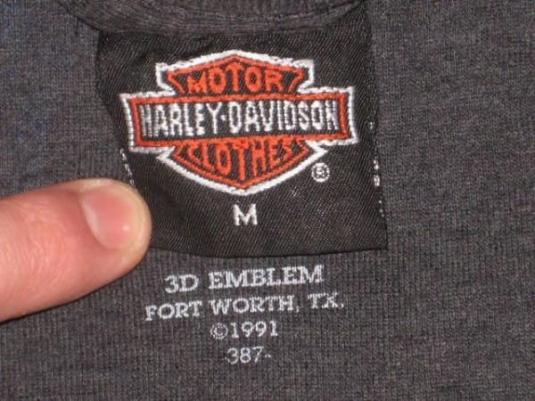 MOTOR
HARLEY-DAVIDSON
CLOTHES
®
M
3D EMBLEM
FORT WORTH, TX.
©1991
387-